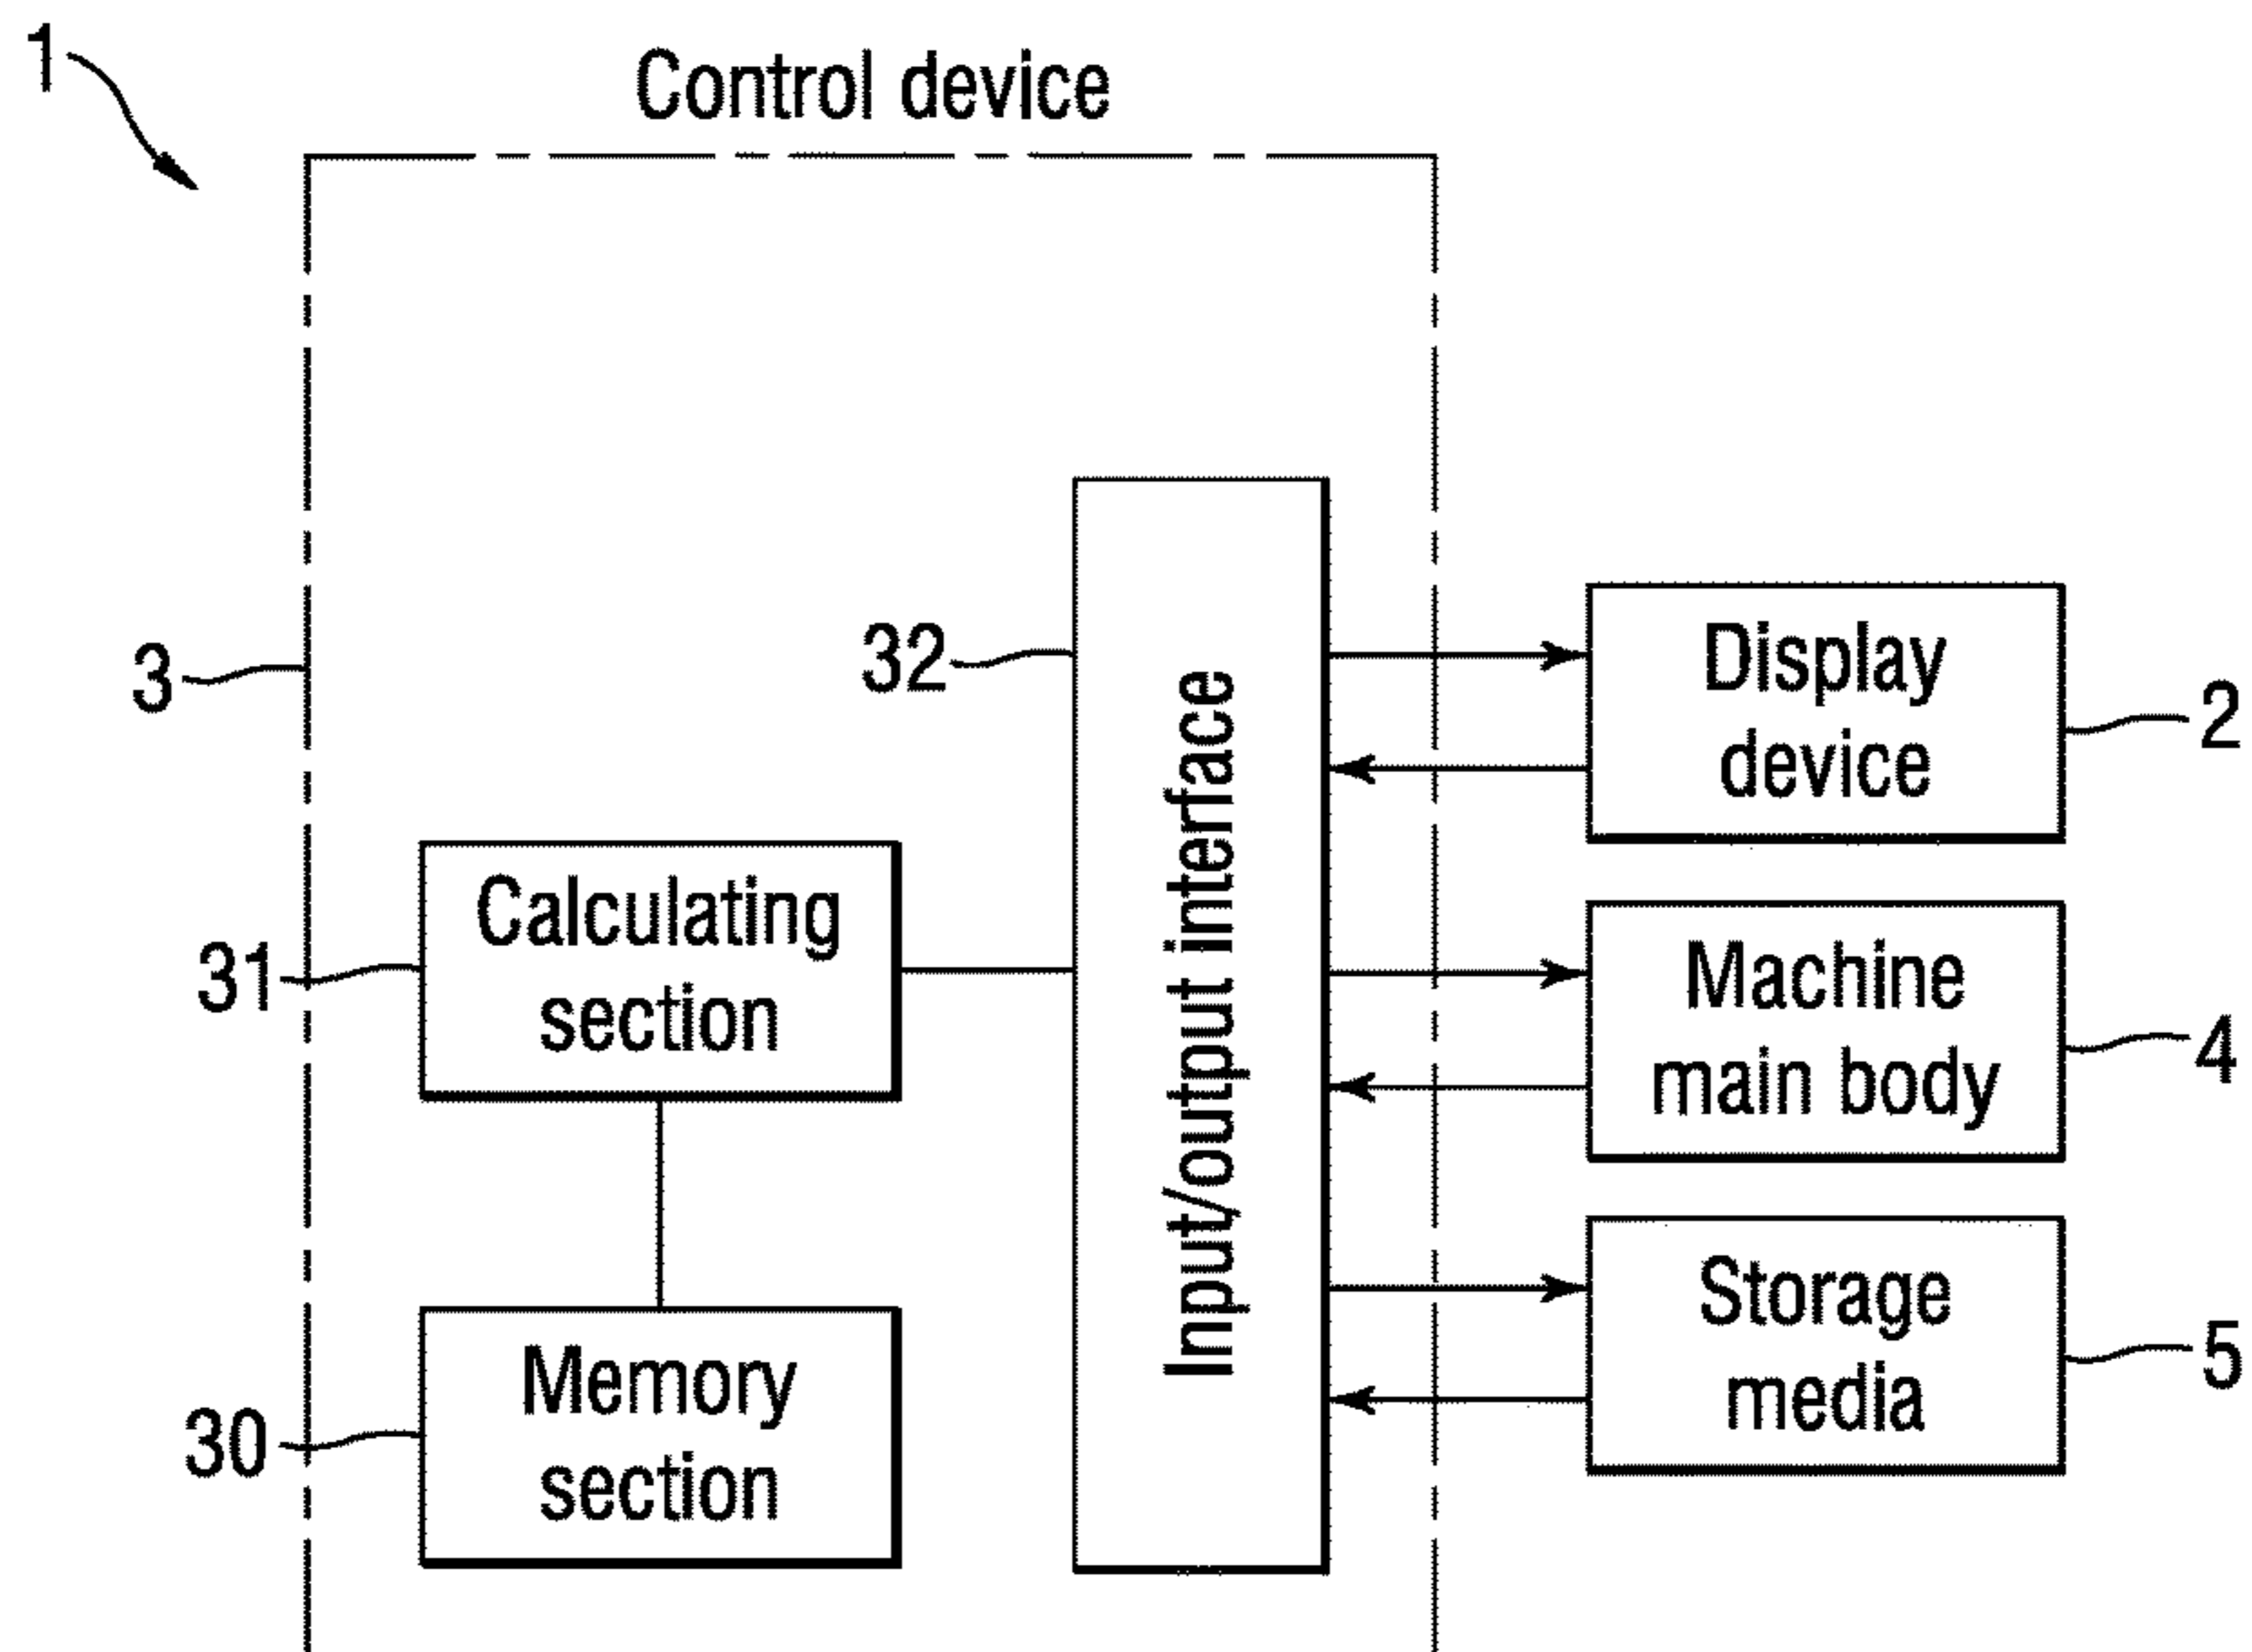 1
Control device
3
32
Input/output interface
Display
device
2
31
Calculating
section
Machine
main body
4
30
Memory
section
Storage
media
5